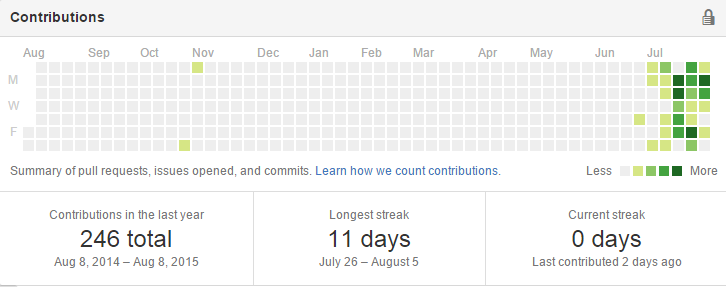 Contributions
Aug Sep Oct Nov Dec Jan Feb Mar Apr May Jun Jul
M
W
F
Summary of pull requests, issues opened, and commits. Learn how we count contributions. Less More
Contributions in the last year Longest streak Current streak
246 total 11 days 0 days
Aug 8, 2014 – Aug 8, 2015 July 26 – August 5 Last contributed 2 days ago